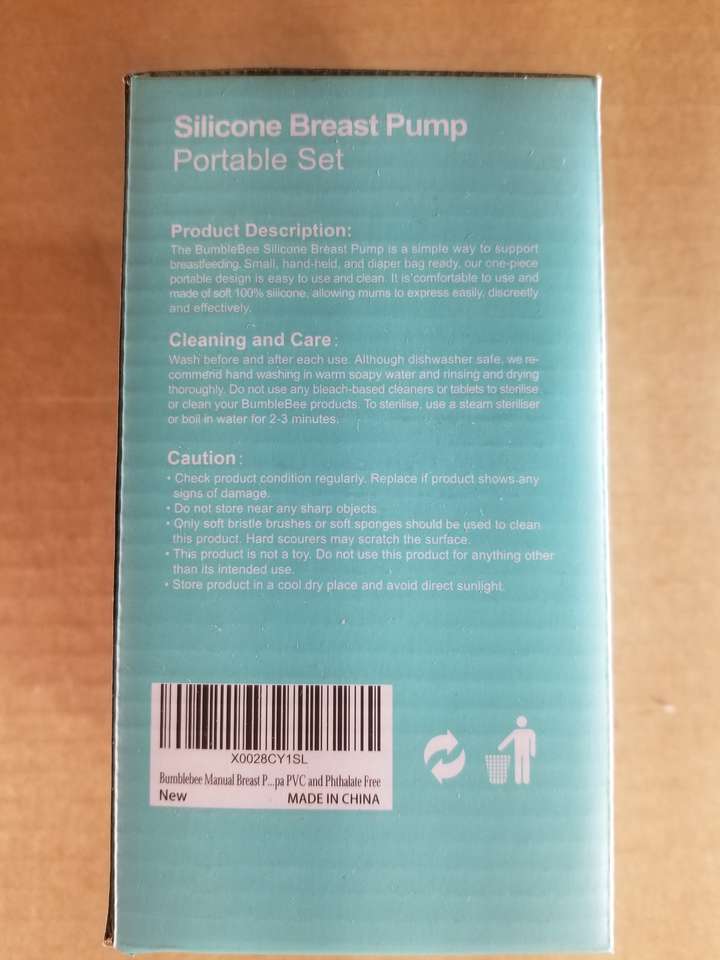 Silicone Breast Pump
Portable Set
Product Description:
The BumbleBee Silicone Breast Pump is a simple way to support
breastfeeding. Small, hand-held, and diaper bag ready, our one-piece
portable design is easy to use and clean. It is comfortable to use and
made of soft 100% silicone, allowing mums to express easily, discreetly
and effectively.
Cleaning and Care:
Wash before and after each use. Although dishwasher safe, we re-
commend hand washing in warm soapy water and rinsing and drying
thoroughly. Do not use any bleach-based cleaners or tablets to sterilise
or clean your BumbleBee products. To sterilise, use a steam steriliser
or boil in water for 2-3 minutes.
Caution:
• Check product condition regularly. Replace if product shows any
signs of damage.
• Do not store near any sharp objects.
• Only soft bristle brushes or soft sponges should be used to clean
this product. Hard scourers may scratch the surface.
• This product is not a toy. Do not use this product for anything other
than its intended use.
• Store product in a cool dry place and avoid direct sunlight.
X0028CY1SL
Bumblebee Manual Breast P...pa PVC and Phthalate Free
New MADE IN CHINA